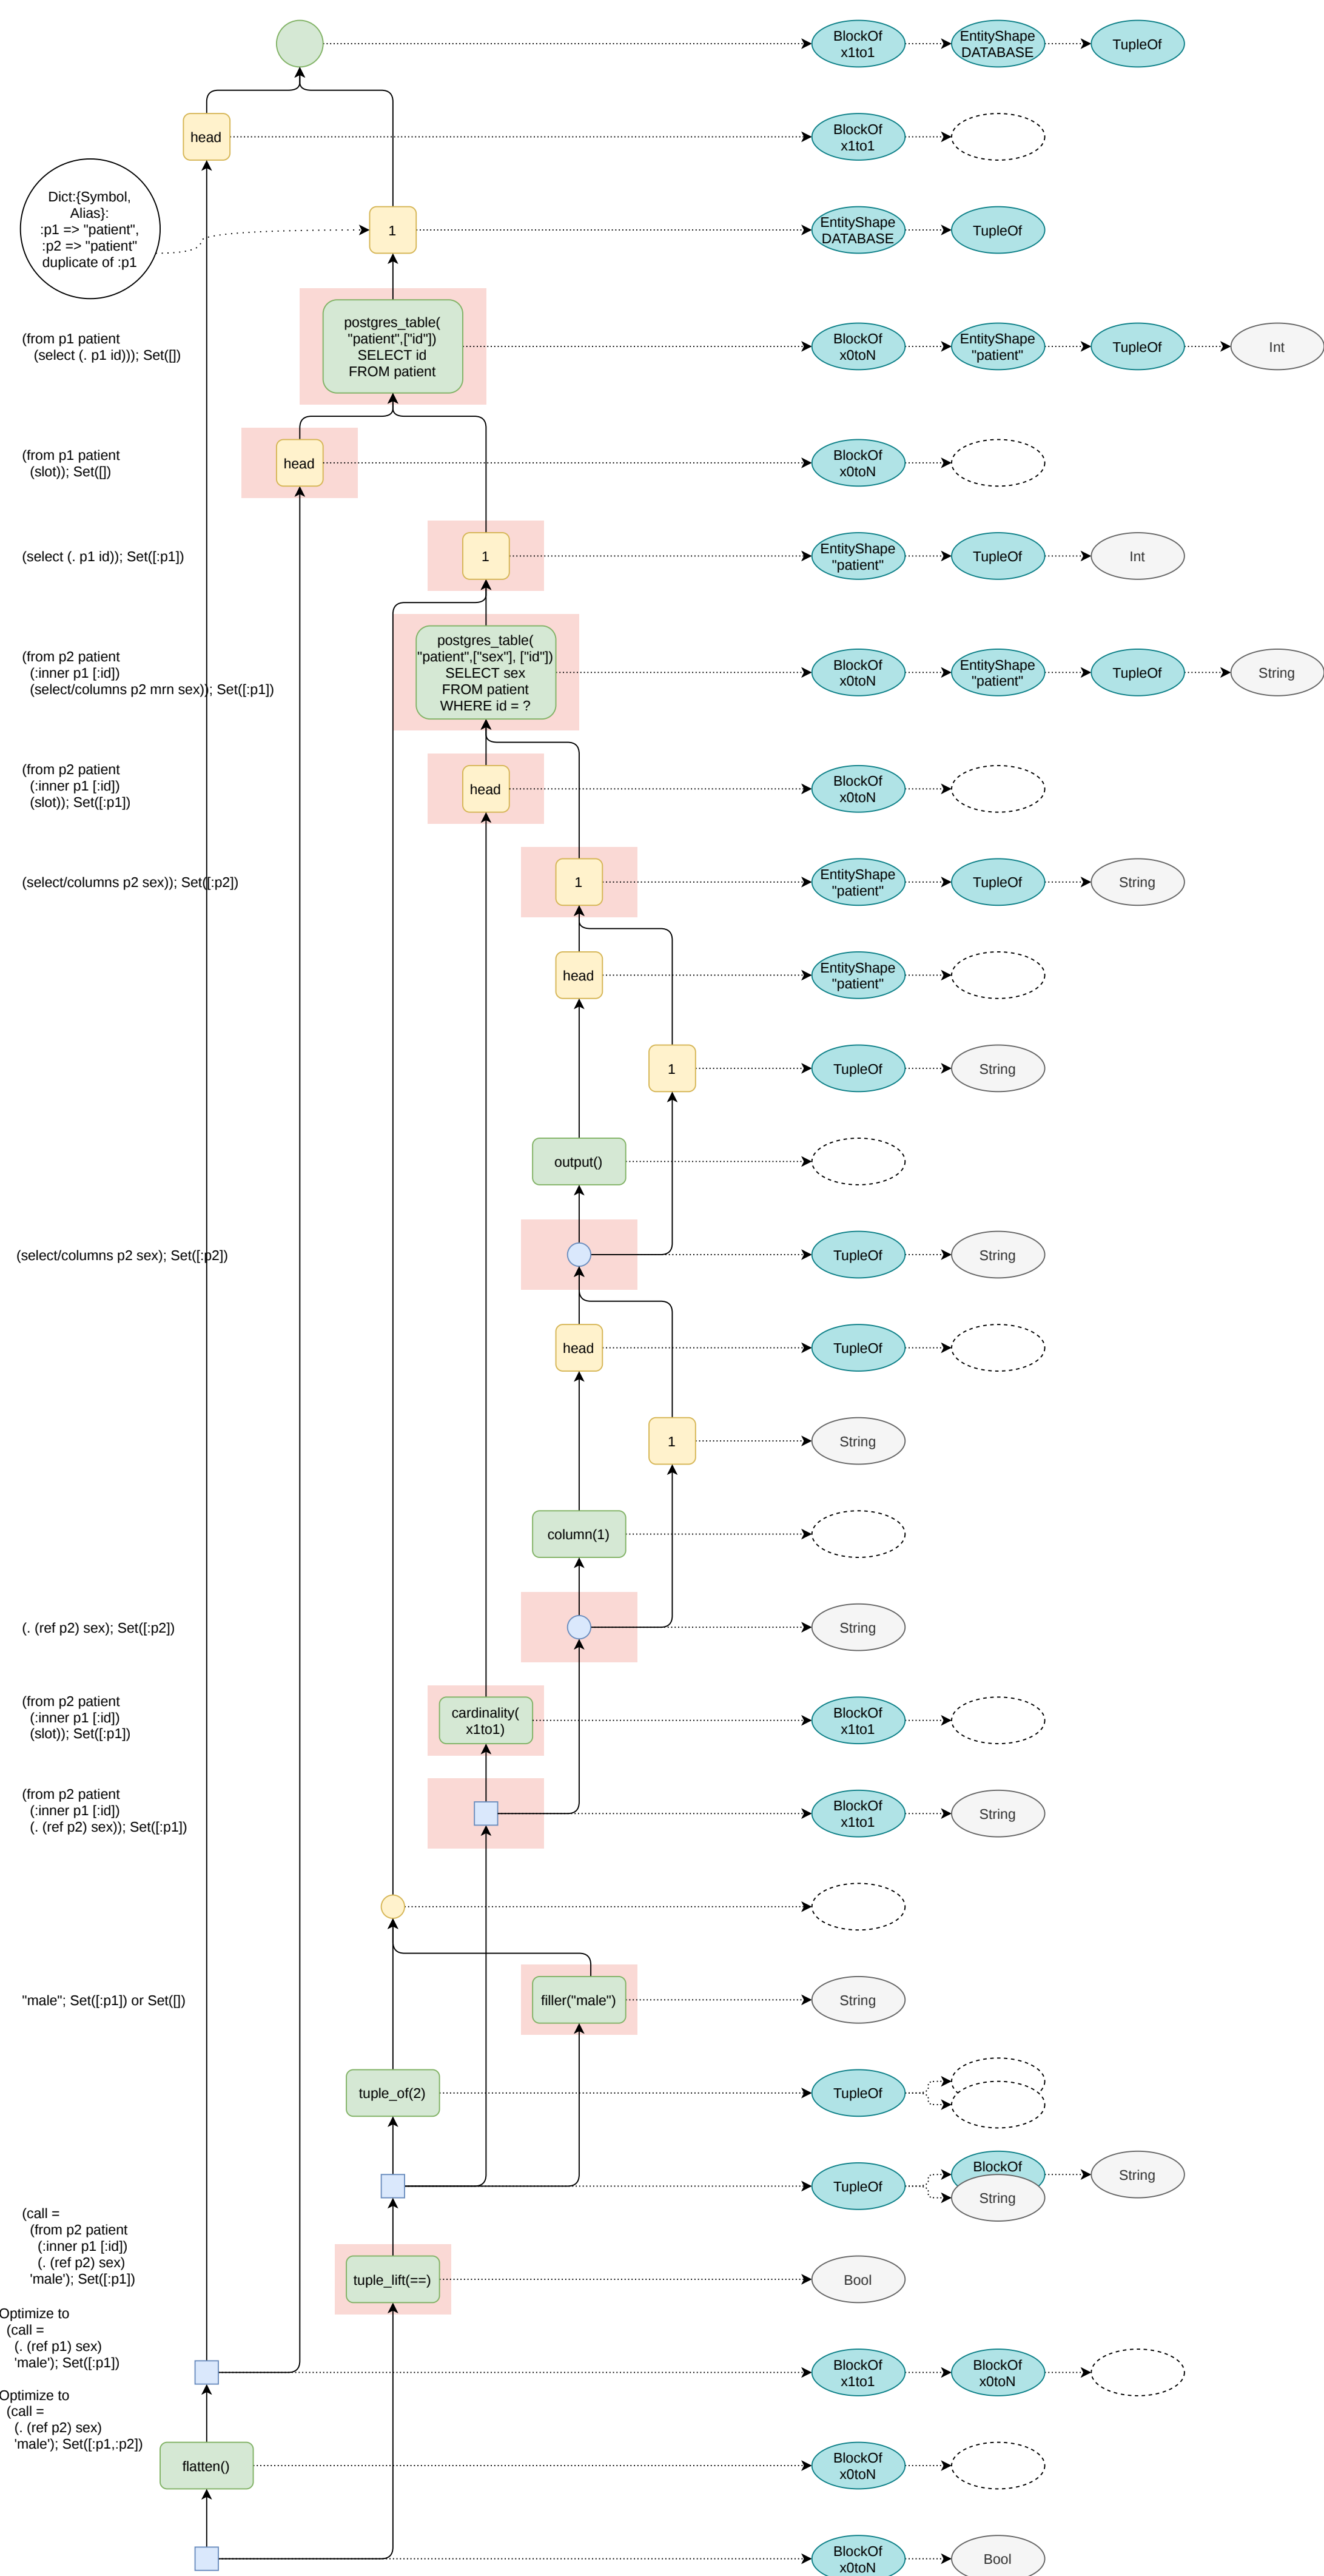 BlockOf
x1to1
EntityShape
DATABASE
TupleOf
head
BlockOf
x1to1
Dict:{Symbol,
Alias}:
:p1 => "patient",
:p2 => "patient"
duplicate of :p1
1
EntityShape
DATABASE
TupleOf
(from p1 patient
(select (. p1 id))); Set([])
postgres_table(
"patient",["id"])
SELECT id
FROM patient
BlockOf
x0toN
EntityShape
"patient"
TupleOf
Int
(from p1 patient
(slot)); Set([])
head
BlockOf
x0toN
(select (. p1 id)); Set([:p1])
1
EntityShape
"patient"
TupleOf
Int
(from p2 patient
(:inner p1 [:id])
(select/columns p2 mrn sex)); Set([:p1])
postgres_table(
"patient",["sex"], ["id"])
SELECT sex
FROM patient
WHERE id = ?
BlockOf
x0toN
EntityShape
"patient"
TupleOf
String
(from p2 patient
(:inner p1 [:id])
(slot)); Set([:p1])
head
BlockOf
x0toN
(select/columns p2 sex)); Set([:p2])
1
EntityShape
"patient"
TupleOf
String
head
EntityShape
"patient"
1
TupleOf
String
output()
(select/columns p2 sex); Set([:p2])
TupleOf
String
head
TupleOf
1
String
column(1)
(. (ref p2) sex); Set([:p2])
String
(from p2 patient
(:inner p1 [:id])
(slot)); Set([:p1])
cardinality(
x1to1)
BlockOf
x1to1
(from p2 patient
(:inner p1 [:id])
(. (ref p2) sex)); Set([:p1])
BlockOf
x1to1
String
"male"; Set([:p1]) or Set([])
filler("male")
String
tuple_of(2)
TupleOf
TupleOf
BlockOf
String
String
(call =
(from p2 patient
(:inner p1 [:id])
(. (ref p2) sex)
'male'); Set([:p1])
tuple_lift(==)
Bool
Optimize to
(call =
(. (ref p1) sex)
'male'); Set([:p1])
BlockOf
x1to1
BlockOf
x0toN
Optimize to
(call =
(. (ref p2) sex)
'male'); Set([:p1,:p2])
flatten()
BlockOf
x0toN
BlockOf
x0toN
Bool